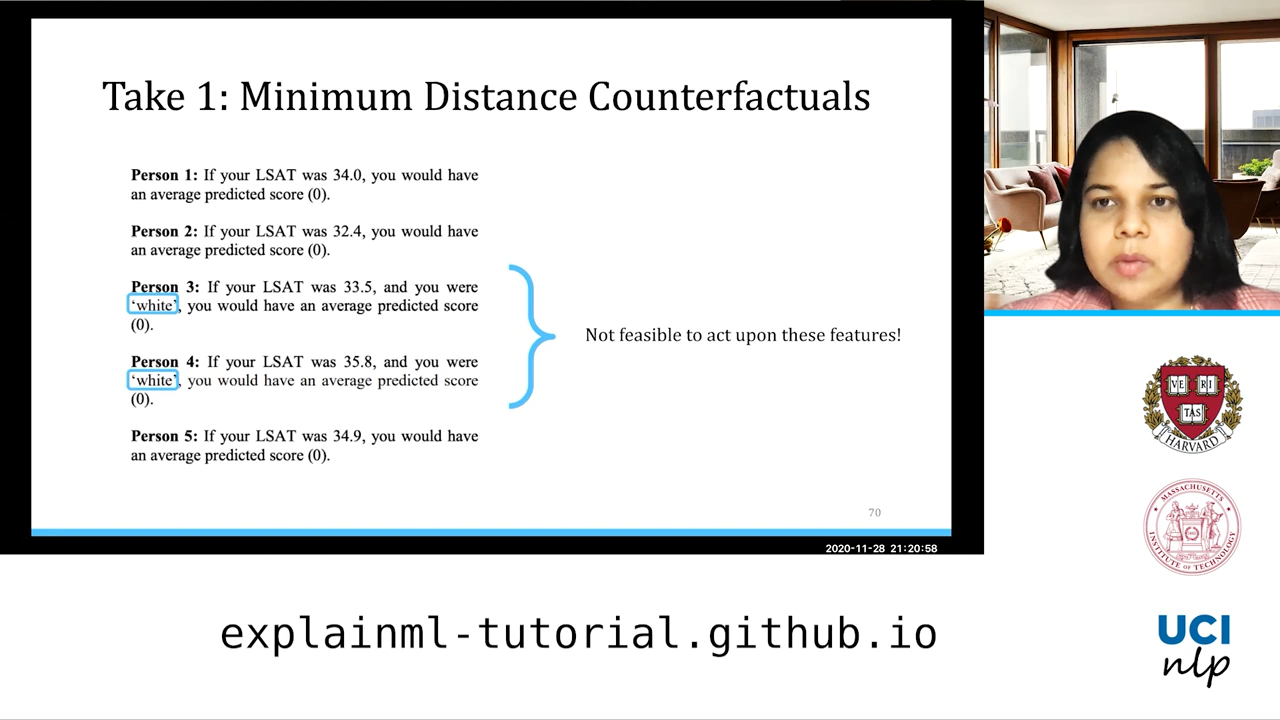 Take 1: Minimum Distance Counterfactuals
Person 1: If your LSAT was 34.0, you would have
an average predicted score (0).
Person 2: If your LSAT was 32.4, you would have
an average predicted score (0).
Person 3: If your LSAT was 33.5, and you were
‘white’, you would have an average predicted score
(0).
Person 4: If your LSAT was 35.8, and you were
‘white’, you would have an average predicted score
(0).
Person 5: If your LSAT was 34.9, you would have
an average predicted score (0).
Not feasible to act upon these features!
70
2020-11-28 21:20:58
explainml-tutorial.github.io
VE RI
TAS
HARVARD
MASSACHUSETTS
INSTITUTE OF TECHNOLOGY
UCI
nlp